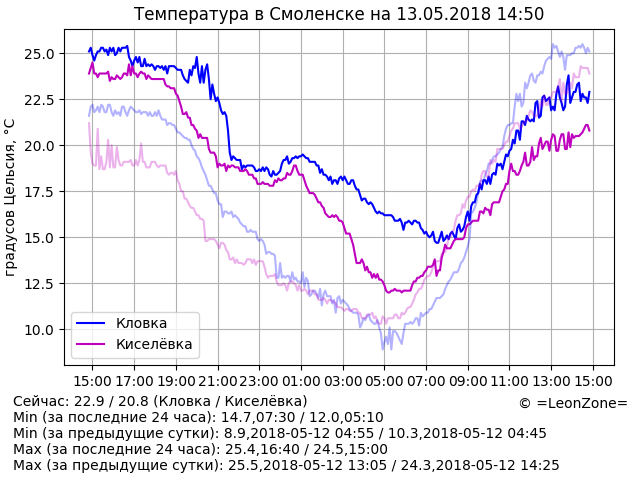 Температура в Смоленске на 13.05.2018 14:50
градусов Цельсия, °C
25.0
22.5
20.0
17.5
15.0
12.5
10.0
Кловка
Киселёвка
15:00 17:00 19:00 21:00 23:00 01:00 03:00 05:00 07:00 09:00 11:00 13:00 15:00
Сейчас: 22.9 / 20.8 (Кловка / Киселёвка)
© =LeonZone=
Min (за последние 24 часа): 14.7,07:30 / 12.0,05:10
Min (за предыдущие сутки): 8.9,2018-05-12 04:55 / 10.3,2018-05-12 04:45
Max (за последние 24 часа): 25.4,16:40 / 24.5,15:00
Max (за предыдущие сутки): 25.5,2018-05-12 13:05 / 24.3,2018-05-12 14:25